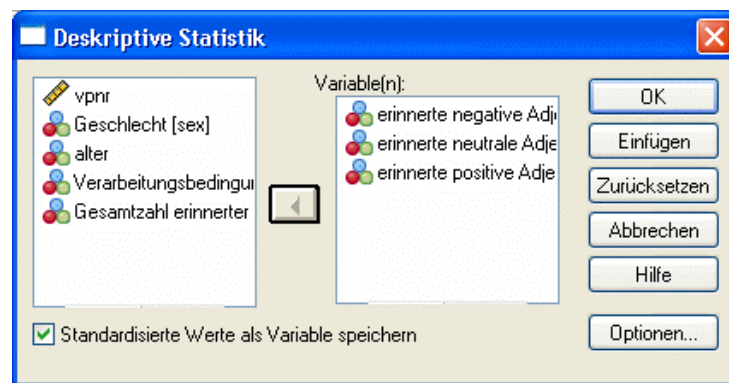 Deskriptive Statistik
vpnr
Geschlecht [sex]
alter
Verarbeitungsbedingu
Gesamtzahl erinnerter
Variable(n):
erinnerte negative Adj
erinnerte neutrale Adje
erinnerte positive Adje
OK
Einfügen
Zurücksetzen
Abbrechen
Hilfe
Optionen...
Standardisierte Werte als Variable speichern